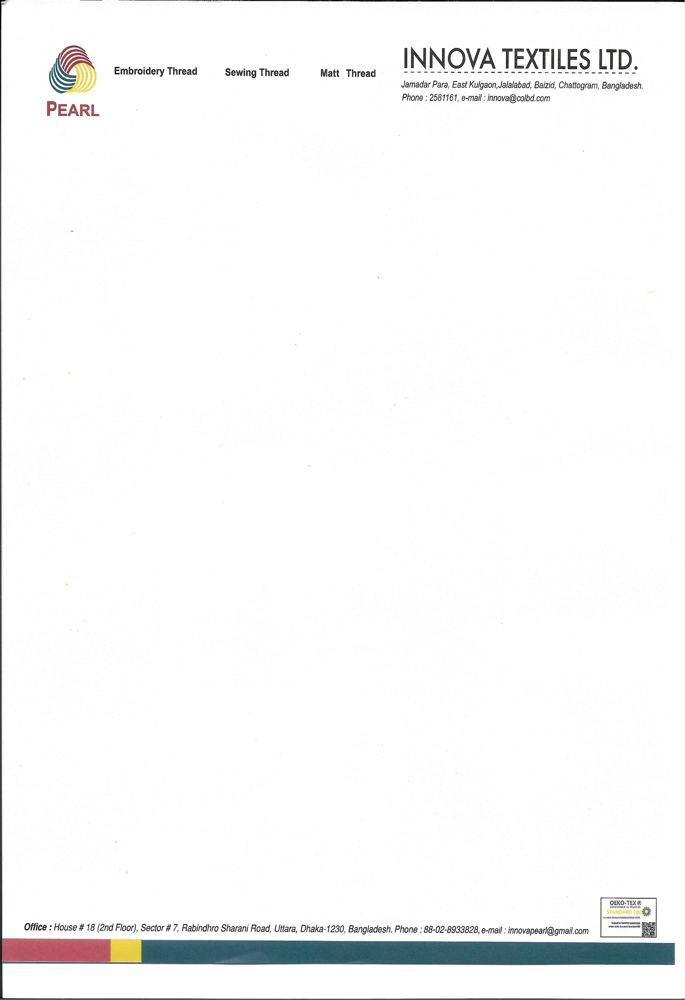 PEARL
Embroidery Thread Sewing Thread Matt Thread
INNOVA TEXTILES LTD.
Jamadar Para, East Kulgaon,Jalalabad, Baizid, Chattogram, Bangladesh.
Phone : 2581161, e-mail : innova@colbd.com
OEKO-TEX®
CONFIDENCE IN TEXTILES
STANDARD 100
HOHENSTEIN HTTI
Tested for harmful substances
www.oeko-tex.com/standard100
Office : House # 18 (2nd Floor), Sector # 7, Rabindhro Sharani Road, Uttara, Dhaka-1230, Bangladesh. Phone : 88-02-8933828, e-mail : innovapearl@gmail.com